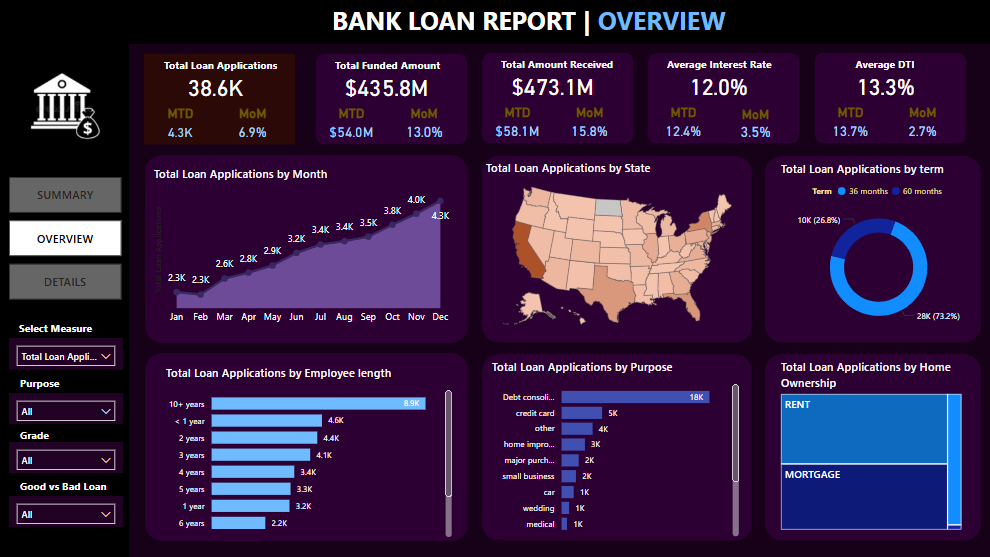 BANK LOAN REPORT | OVERVIEW
Total Loan Applications
38.6K
MTD MoM
4.3K 6.9%
Total Funded Amount
$435.8M
MTD MoM
$54.0M 13.0%
Total Amount Received
$473.1M
MTD MoM
$58.1M 15.8%
Average Interest Rate
12.0%
MTD MoM
12.4% 3.5%
Average DTI
13.3%
MTD MoM
13.7% 2.7%
$
SUMMARY
OVERVIEW
DETAILS
Select Measure
Total Loan Appli...
Purpose
All
Grade
All
Good vs Bad Loan
All
Total Loan Applications by Month
Total Loan Applications
2.3K 2.3K 2.6K 2.8K 2.9K 3.2K 3.4K 3.4K 3.5K 3.8K 4.0K 4.3K
Jan Feb Mar Apr May Jun Jul Aug Sep Oct Nov Dec
Total Loan Applications by State
Total Loan Applications by term
Term 36 months 60 months
10K (26.8%)
28K (73.2%)
Total Loan Applications by Employee length
10+ years 8.9K
< 1 year 4.6K
2 years 4.4K
3 years 4.1K
4 years 3.4K
5 years 3.3K
1 year 3.2K
6 years 2.2K
Total Loan Applications by Purpose
Debt consoli... 18K
credit card 5K
other 4K
home impro... 3K
major purch... 2K
small business 2K
car 1K
wedding 1K
medical 1K
Total Loan Applications by Home
Ownership
RENT
MORTGAGE